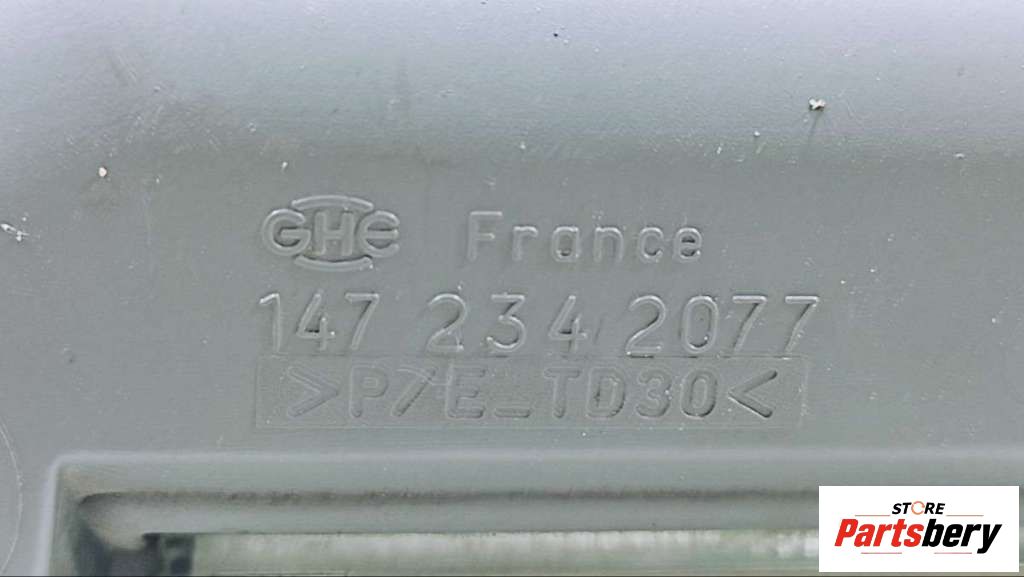 GHE France
147 234 2077
>P/E_TD30<
STORE
Partsbery